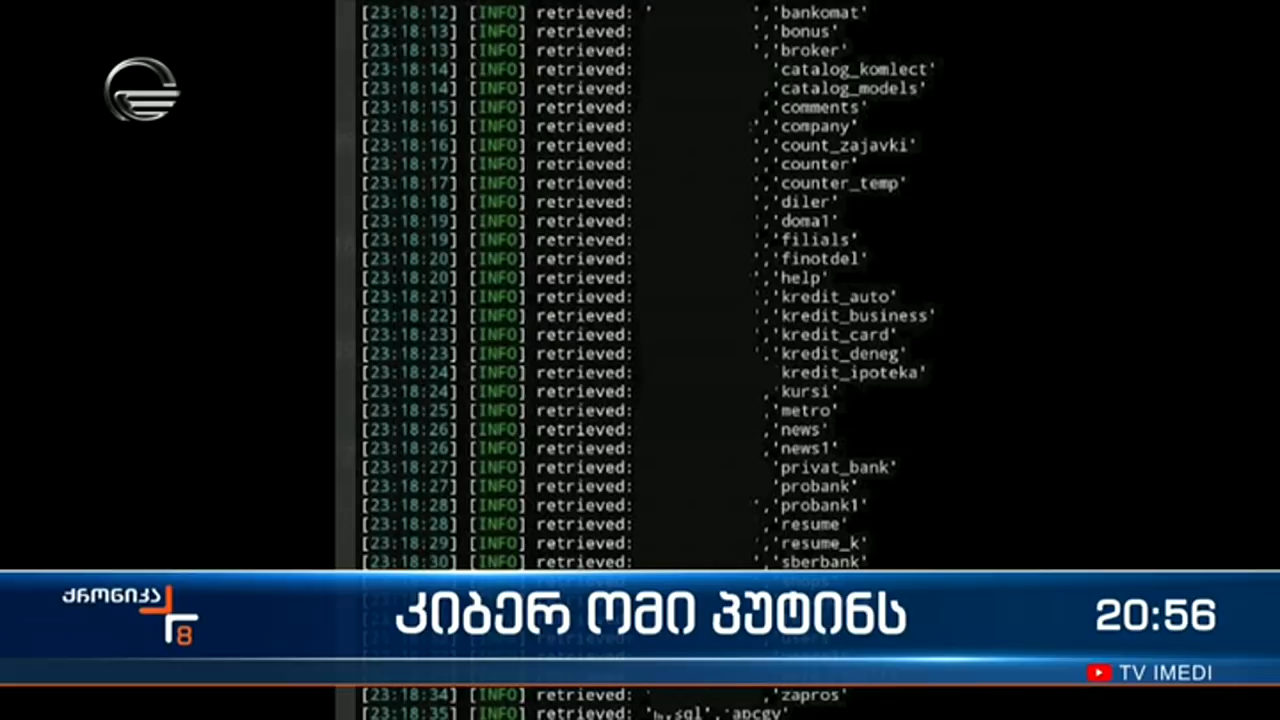 [23:18:12] [INFO] retrieved: ' ','bankomat'
[23:18:13] [INFO] retrieved: ','bonus'
[23:18:13] [INFO] retrieved: ','broker'
[23:18:14] [INFO] retrieved: 'catalog_komlect'
[23:18:14] [INFO] retrieved: ,'catalog_models'
[23:18:15] [INFO] retrieved: ,'comments'
[23:18:16] [INFO] retrieved: ','company'
[23:18:16] [INFO] retrieved: ','count_zajavki'
[23:18:17] [INFO] retrieved: ','counter'
[23:18:17] [INFO] retrieved: ','counter_temp'
[23:18:18] [INFO] retrieved: ','diler'
[23:18:19] [INFO] retrieved: ','doma1'
[23:18:19] [INFO] retrieved: ','filials'
[23:18:20] [INFO] retrieved: ','finotdel'
[23:18:20] [INFO] retrieved: ','help'
[23:18:21] [INFO] retrieved: ','kredit_auto'
[23:18:22] [INFO] retrieved: ','kredit_business'
[23:18:23] [INFO] retrieved: ','kredit_card'
[23:18:23] [INFO] retrieved: ','kredit_deneg'
[23:18:24] [INFO] retrieved: kredit_ipoteka'
[23:18:24] [INFO] retrieved: ,'kursi'
[23:18:25] [INFO] retrieved: ,'metro'
[23:18:26] [INFO] retrieved: ,'news'
[23:18:26] [INFO] retrieved: ,'news1'
[23:18:27] [INFO] retrieved: 'privat_bank'
[23:18:27] [INFO] retrieved: 'probank'
[23:18:28] [INFO] retrieved: ','probank1'
[23:18:28] [INFO] retrieved: ,'resume'
[23:18:29] [INFO] retrieved: ','resume_k'
[23:18:30] [INFO] retrieved: ','sberbank'
ქრონიკა
8
კიბერ ომი პუტინს
20:56
TV IMEDI
[23:18:34] [INFO] retrieved: ,'zapros'
[23:18:35] [INFO] retrieved: